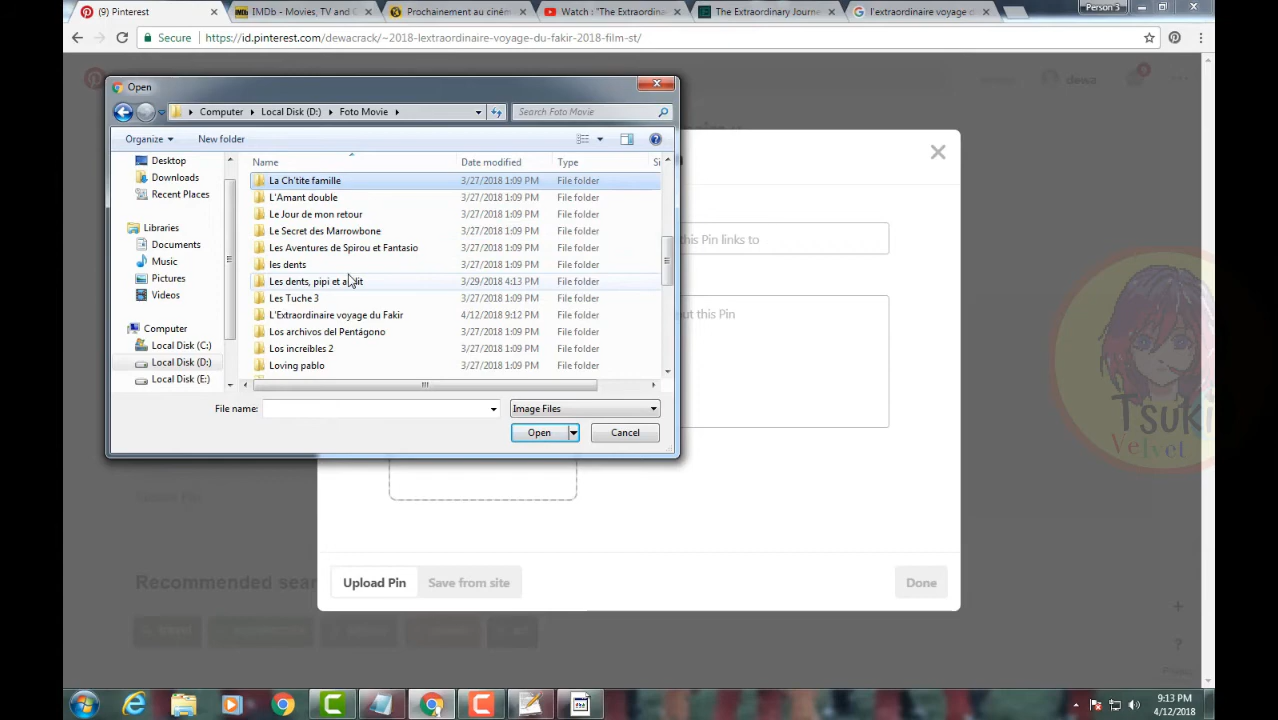 (9) Pinterest
IMDb - Movies, TV and C
Prochainement au ciném
Watch : "The Extraordina
The Extraordinary Journe
l'extraordinaire voyage d
Person 3
Secure
https://id.pinterest.com/dewacrack/~2018-lextraordinaire-voyage-du-fakir-2018-film-st/
dewa
Open
Computer
Local Disk (D:)
Foto Movie
Search Foto Movie
Organize
New folder
Name
Date modified
Type
Si
Desktop
Downloads
Recent Places
Libraries
Documents
Music
Pictures
Videos
Computer
Local Disk (C:)
Local Disk (D:)
Local Disk (E:)
La Ch'tite famille 3/27/2018 1:09 PM File folder
L'Amant double 3/27/2018 1:09 PM File folder
Le Jour de mon retour 3/27/2018 1:09 PM File folder
Le Secret des Marrowbone 3/27/2018 1:09 PM File folder
Les Aventures de Spirou et Fantasio 3/27/2018 1:09 PM File folder
les dents 3/27/2018 1:09 PM File folder
Les dents, pipi et 3/29/2018 4:13 PM File folder
Les Tuche 3 3/27/2018 1:09 PM File folder
L'Extraordinaire voyage du Fakir 4/12/2018 9:12 PM File folder
Los archivos del Pentágono 3/27/2018 1:09 PM File folder
Los increíbles 2 3/27/2018 1:09 PM File folder
Loving pablo 3/27/2018 1:09 PM File folder
File name:
Image Files
Open
Cancel
this Pin links to
out this Pin
Tsuki
Velvet
Upload Pin
Save from site
Done
Recommended sea
travel
9:13 PM
4/12/2018